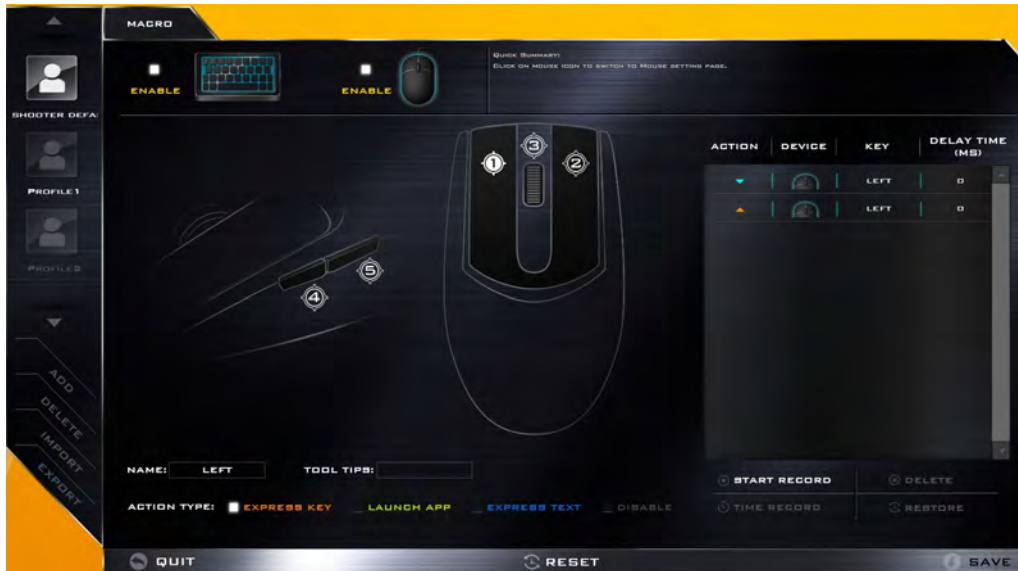 MACRO
ENABLE
ENABLE
QUICK SUMMARY:
CLICK ON MOUSE ICON TO SWITCH TO MOUSE SETTING PAGE.
SHOOTER DEFA
PROFILE 1
PROFILE 2
ADD
DELETE
IMPORT
EXPORT
1
3
2
4
5
ACTION DEVICE KEY DELAY TIME (MS)
LEFT 0
LEFT 0
NAME: LEFT TOOL TIPS:
ACTION TYPE: EXPRESS KEY LAUNCH APP EXPRESS TEXT DISABLE
START RECORD DELETE
TIME RECORD RESTORE
QUIT RESET SAVE